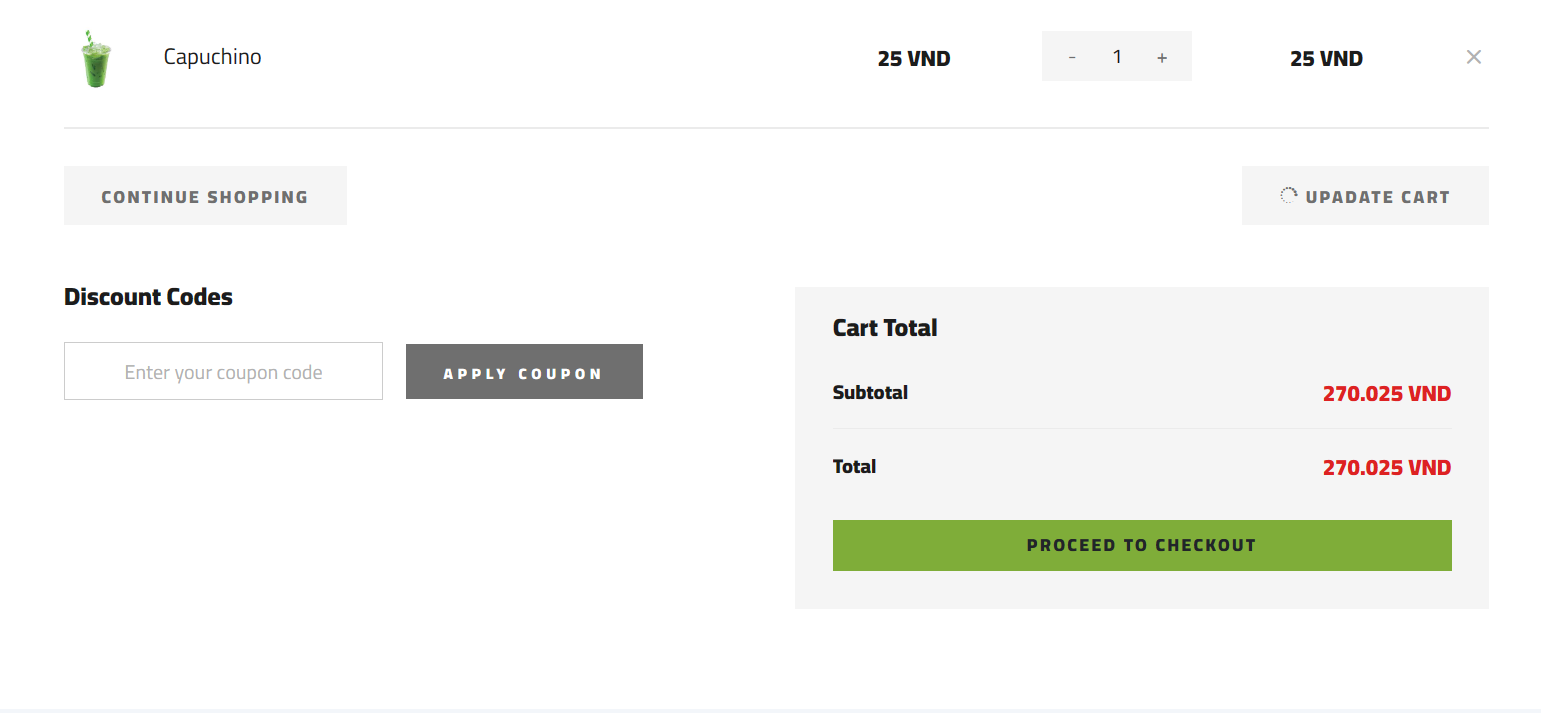 Capuchino 25 VND - 1 + 25 VND ×
CONTINUE SHOPPING
UPADATE CART
Discount Codes
Enter your coupon code
APPLY COUPON
Cart Total
Subtotal 270.025 VND
Total 270.025 VND
PROCEED TO CHECKOUT